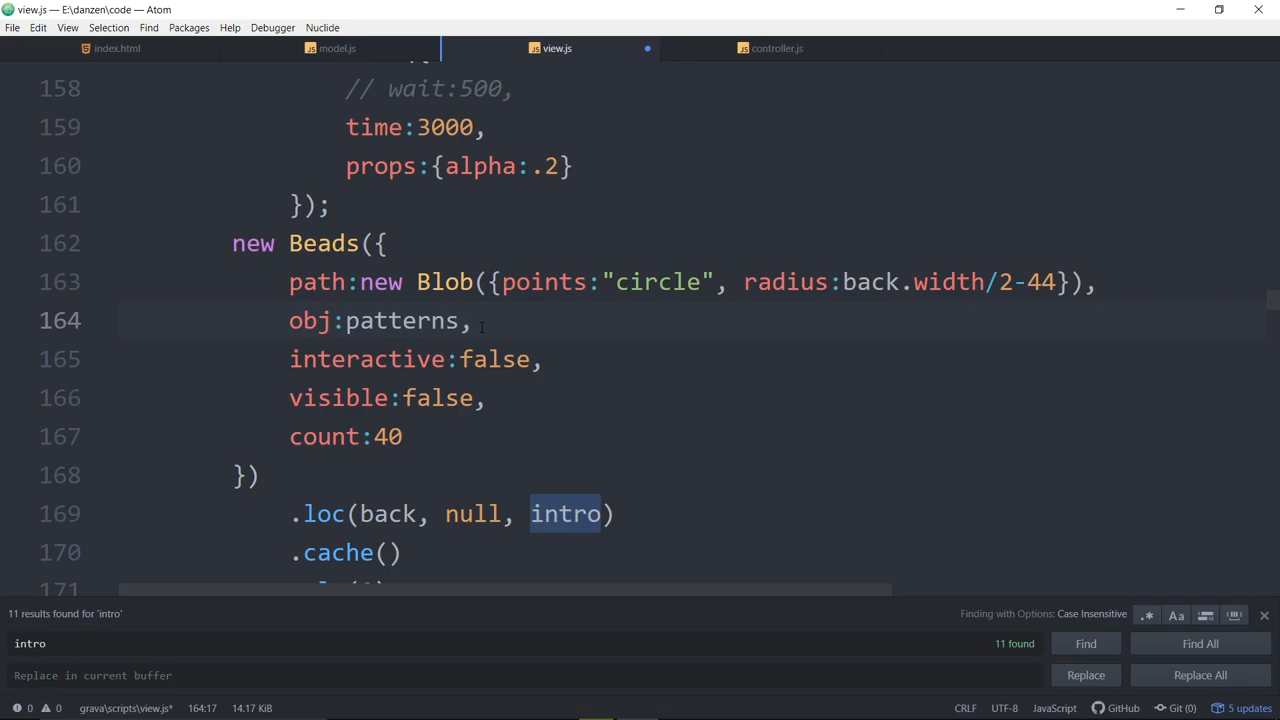 view.js — E:\danzen\code — Atom
File Edit View Selection Find Packages Help Debugger Nuclide
index.html model.js view.js controller.js
158 // wait:500,
159 time:3000,
160 props:{alpha:.2}
161 });
162 new Beads({
163 path:new Blob({points:"circle", radius:back.width/2-44}),
164 obj:patterns,
165 interactive:false,
166 visible:false,
167 count:40
168 })
169 .loc(back, null, intro)
170 .cache()
171
11 results found for 'intro' Finding with Options: Case Insensitive .* Aa
intro 11 found Find Find All
Replace in current buffer Replace Replace All
0 0 grava\scripts\view.js* 164:17 14.17 KiB CRLF UTF-8 JavaScript GitHub Git (0) 5 updates